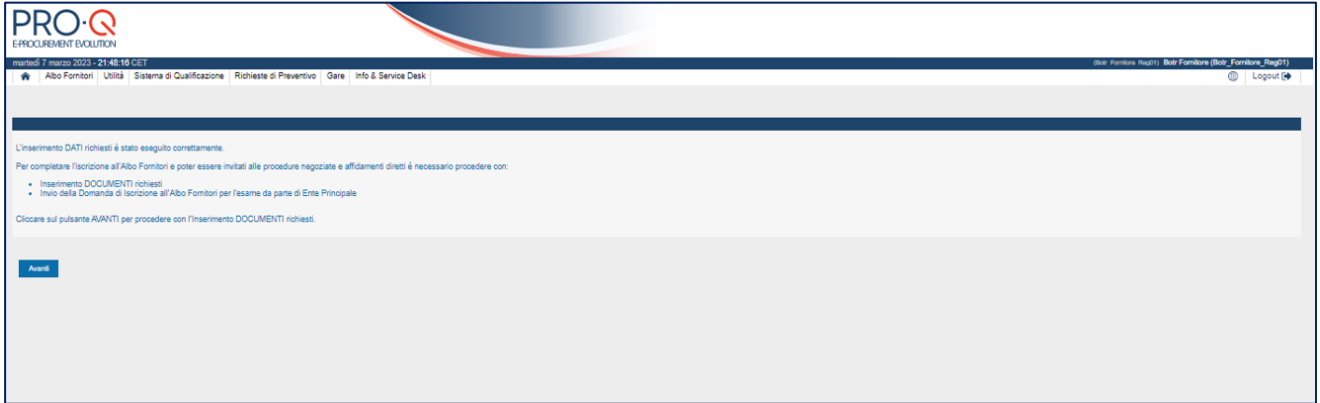 PRO·Q
E-PROCUREMENT EVOLUTION
martedì 7 marzo 2023 - 21:48:16 CET
(Botr Fornitore Reg01) Botr Fornitore (Botr_Fornitore_Reg01)
Albo Fornitori Utilità Sistema di Qualificazione Richieste di Preventivo Gare Info & Service Desk
Logout
L'inserimento DATI richiesti é stato eseguito correttamente.
Per completare l'iscrizione all'Albo Fornitori e poter essere invitati alle procedure negoziate e affidamenti diretti é necessario procedere con:
• Inserimento DOCUMENTI richiesti
• Invio della Domanda di Iscrizione all'Albo Fornitori per l'esame da parte di Ente Principale
Cliccare sul pulsante AVANTI per procedere con l'Inserimento DOCUMENTI richiesti.
Avanti